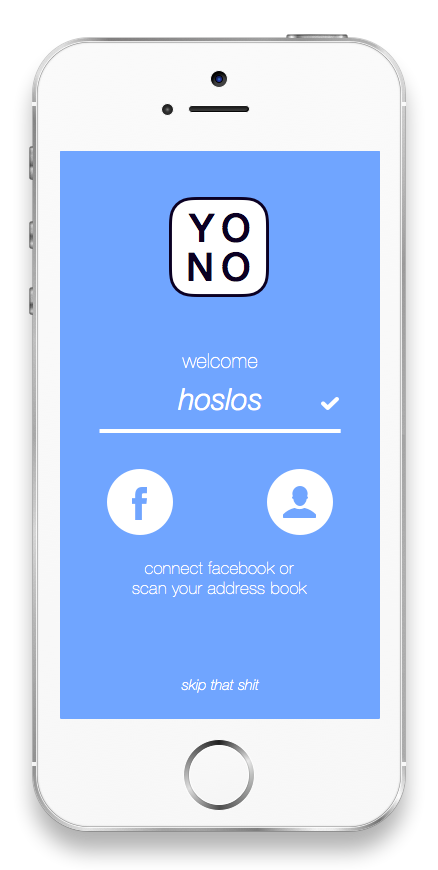 YO
NO
welcome
hoslos
connect facebook or
scan your address book
skip that shit